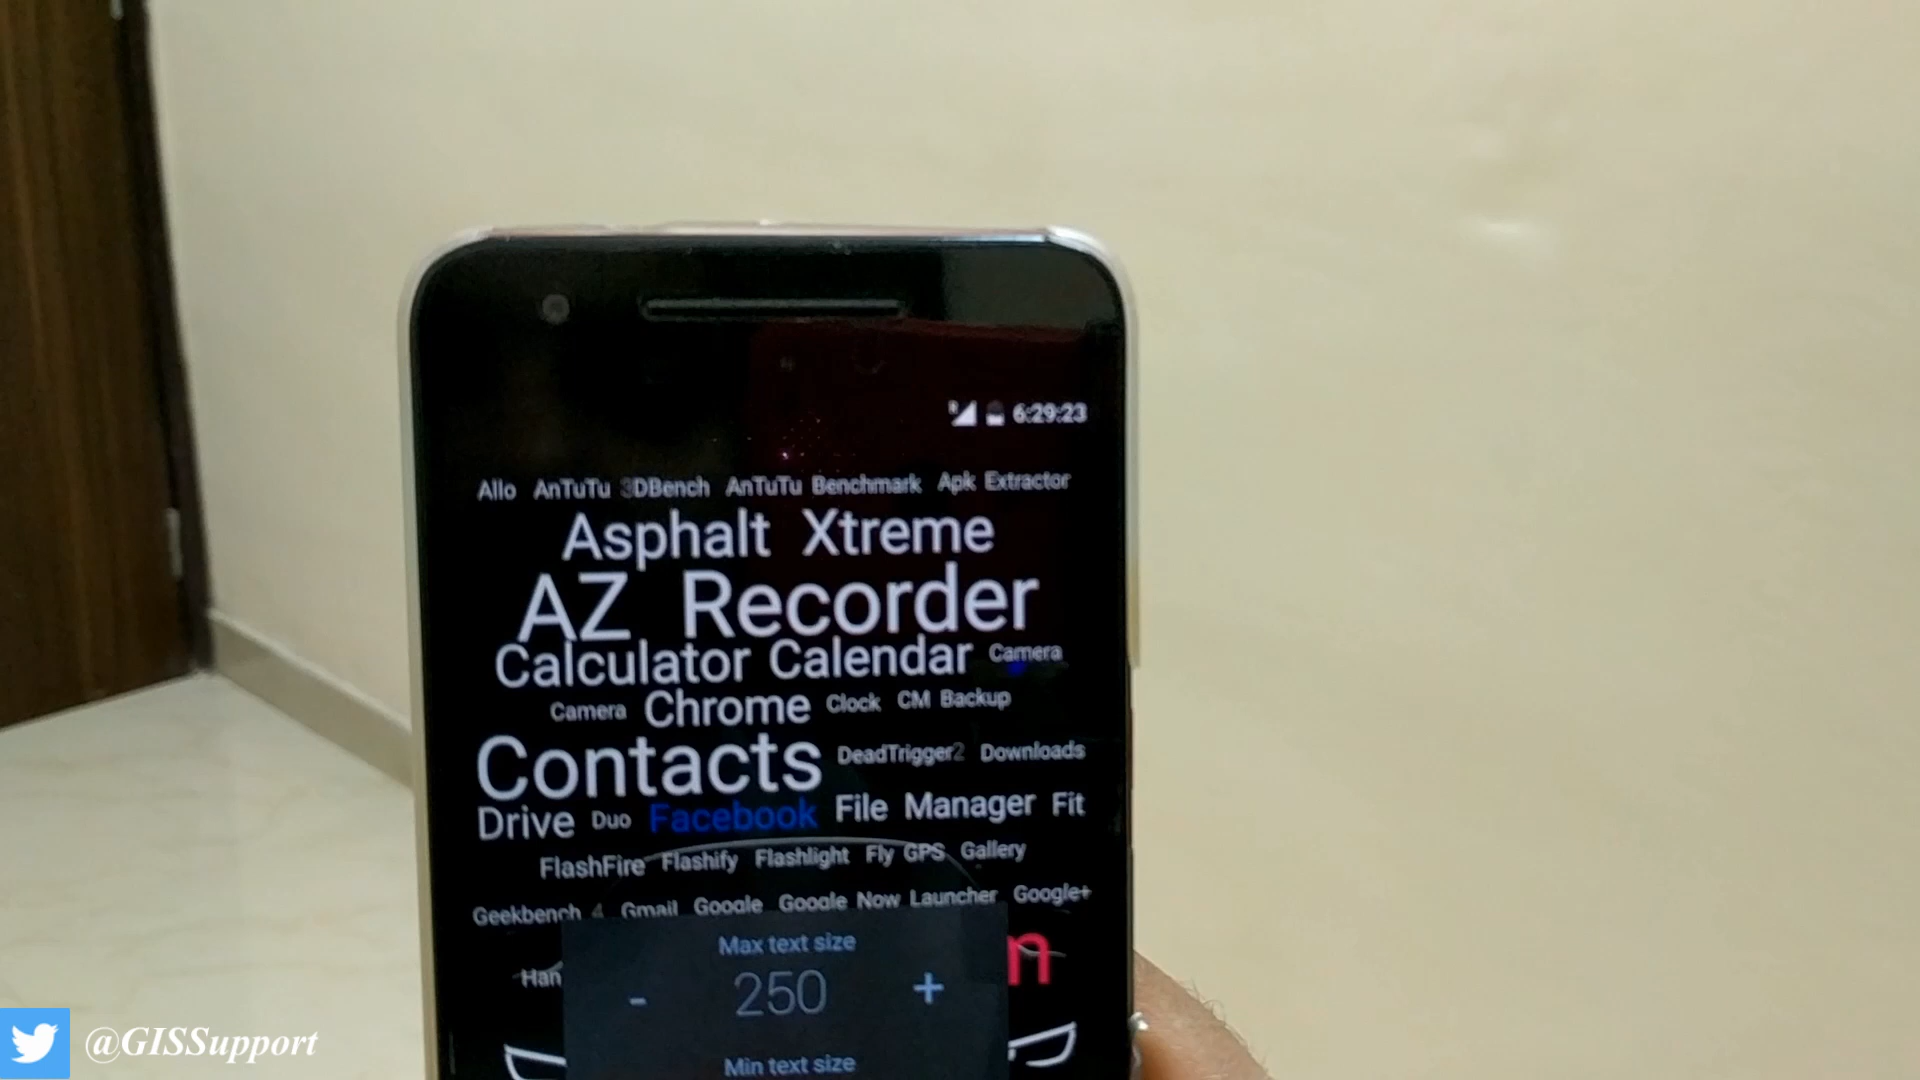 6:29:23
Allo AnTuTu 3DBench AnTuTu Benchmark Apk Extractor
Asphalt Xtreme
AZ Recorder
Calculator Calendar Camera
Camera Chrome Clock CM Backup
Contacts DeadTrigger2 Downloads
Drive Duo Facebook File Manager Fit
FlashFire Flashify Flashlight Fly GPS Gallery
Geekbench 4 Gmail Google Google Now Launcher Google+
Max text size
Han n
- 250 +
Min text size
@GISSupport